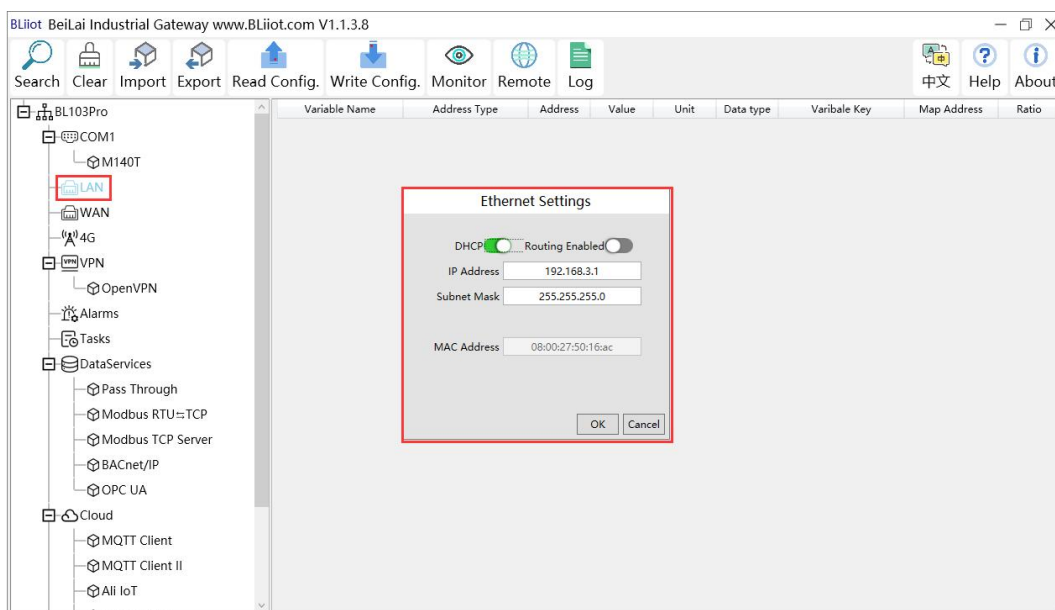 BLiiot BeiLai Industrial Gateway www.BLiiot.com V1.1.3.8
Search Clear Import Export Read Config. Write Config. Monitor Remote Log 中文 Help About
Variable Name Address Type Address Value Unit Data type Varibale Key Map Address Ratio
BL103Pro
COM1
M140T
LAN
WAN
4G
VPN VPN
OpenVPN
Alarms
Tasks
DataServices
Pass Through
Modbus RTU⇆TCP
Modbus TCP Server
BACnet/IP
OPC UA
Cloud
MQTT Client
MQTT Client II
Ali IoT
Ethernet Settings
DHCP Routing Enabled
IP Address 192.168.3.1
Subnet Mask 255.255.255.0
MAC Address 08:00:27:50:16:ac
OK Cancel